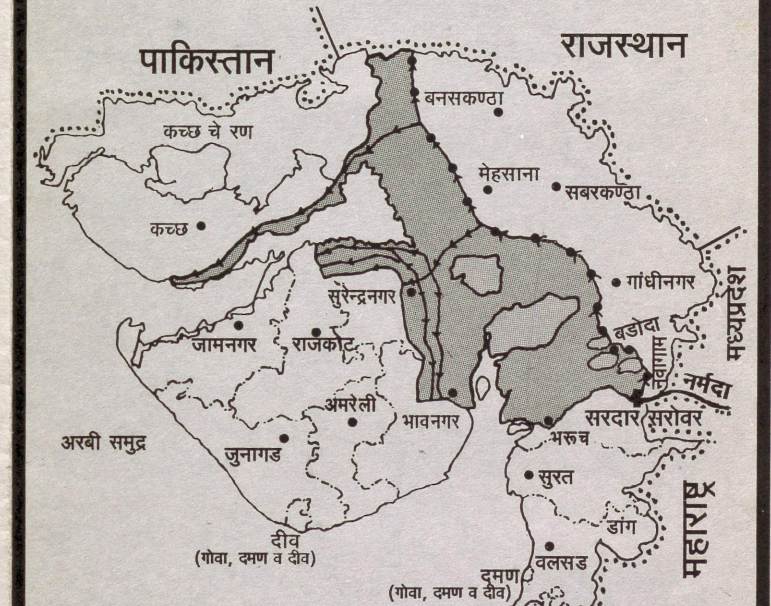 पाकिस्तान
राजस्थान
बनसकण्ठा
कच्छ चे रण
मेहसाना
सबरकण्ठा
कच्छ
गांधीनगर
सुरेन्द्रनगर
मध्यप्रदेश
जामनगर
राजकोट
बडोदा
नवागाम
नर्मदा
अमरेली
भावनगर
सरदार सरोवर
अरबी समुद्र
जुनागड
भरूच
सुरत
महाराष्ट्र
डांग
दीव
(गोवा, दमण व दीव)
वलसड
दमण
(गोवा, दमण व दीव)